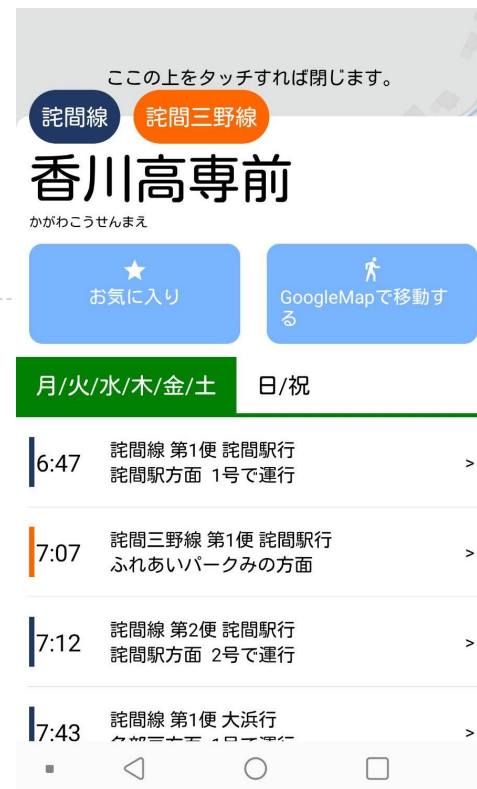 ここの上をタッチすれば閉じます。
詫間線 詫間三野線
香川高専前
かがわこうせんまえ
お気に入り
GoogleMapで移動す
る
月/火/水/木/金/土 日/祝
6:47 詫間線 第1便 詫間駅行 >
詫間駅方面 1号で運行
7:07 詫間三野線 第1便 詫間駅行 >
ふれあいパークみの方面
7:12 詫間線 第2便 詫間駅行 >
詫間駅方面 2号で運行
7:43 詫間線 第1便 大浜行 >